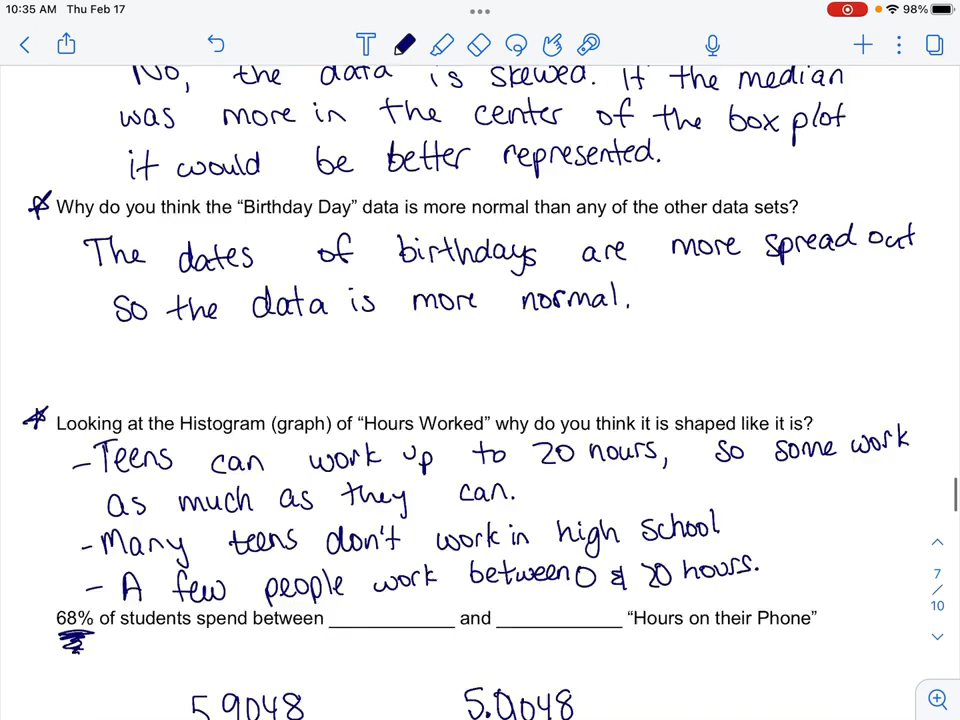 10:35 AM Thu Feb 17
98%
No, the data is skewed. If the median
was more in the center of the box plot
it would be better represented.
Why do you think the “Birthday Day” data is more normal than any of the other data sets?
The dates of birthdays are more spread out
so the data is more normal.
Looking at the Histogram (graph) of “Hours Worked” why do you think it is shaped like it is?
- Teens can work up to 20 hours, so some work
as much as they can.
- Many teens don't work in high school
- A few people work between 0 & 20 hours.
68% of students spend between ____________ and ____________ “Hours on their Phone”
5.9048 5.9048
7
/
10